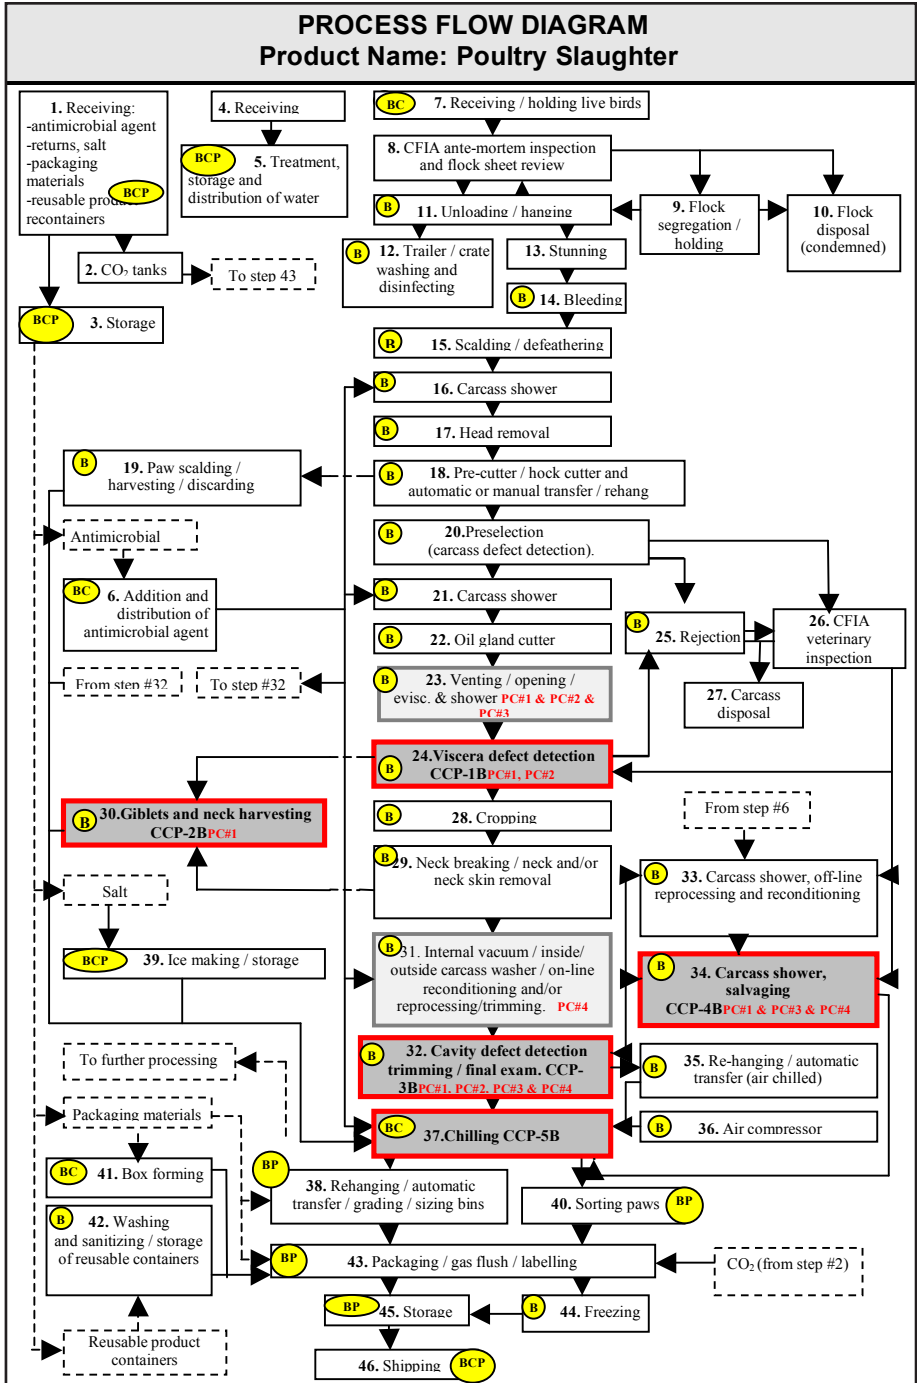 PROCESS FLOW DIAGRAM
Product Name: Poultry Slaughter
1. Receiving:
-antimicrobial agent
-returns, salt
-packaging
materials
-reusable product
recontainers
BCP
4. Receiving
BCP
5. Treatment,
storage and
distribution of water
BC
7. Receiving / holding live birds
8. CFIA ante-mortem inspection
and flock sheet review
B
11. Unloading / hanging
9. Flock
segregation /
holding
10. Flock
disposal
(condemned)
2. CO2 tanks
To step 43
B
12. Trailer / crate
washing and
disinfecting
13. Stunning
B
14. Bleeding
BCP
3. Storage
B
15. Scalding / defeathering
B
16. Carcass shower
B
17. Head removal
B
19. Paw scalding /
harvesting / discarding
B
18. Pre-cutter / hock cutter and
automatic or manual transfer / rehang
Antimicrobial
B
20.Preselection
(carcass defect detection).
BC
6. Addition and
distribution of
antimicrobial agent
B
21. Carcass shower
B
22. Oil gland cutter
B
25. Rejection
26. CFIA
veterinary
inspection
From step #32
To step #32
B
23. Venting / opening /
evisc. & shower PC#1 & PC#2 &
PC#3
27. Carcass
disposal
B
24.Viscera defect detection
CCP-1BPC#1, PC#2
B
30.Giblets and neck harvesting
CCP-2BPC#1
B
28. Cropping
From step #6
B
29. Neck breaking / neck and/or
neck skin removal
B
33. Carcass shower, off-line
reprocessing and reconditioning
Salt
BCP
39. Ice making / storage
B
31. Internal vacuum / inside/
outside carcass washer / on-line
reconditioning and/or
reprocessing/trimming. PC#4
B
34. Carcass shower,
salvaging
CCP-4BPC#1 & PC#3 & PC#4
To further processing
B
32. Cavity defect detection
trimming / final exam. CCP-
3BPC#1, PC#2, PC#3 & PC#4
B
35. Re-hanging / automatic
transfer (air chilled)
Packaging materials
BC
37.Chilling CCP-5B
B
36. Air compressor
BC
41. Box forming
BP
38. Rehanging / automatic
transfer / grading / sizing bins
40. Sorting paws
BP
B
42. Washing
and sanitizing / storage
of reusable containers
BP
43. Packaging / gas flush / labelling
CO2 (from step #2)
BP
45. Storage
B
44. Freezing
Reusable product
containers
46. Shipping
BCP